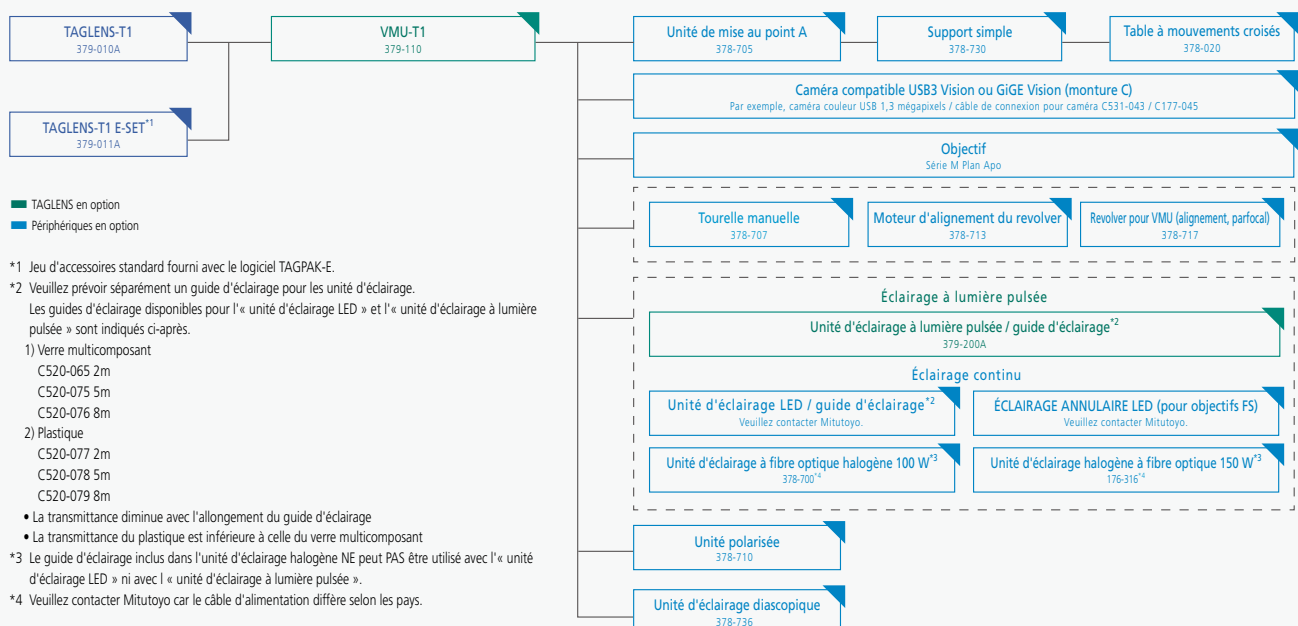 TAGLENS-T1
379-010A
VMU-T1
379-110
Unité de mise au point A
378-705
Support simple
378-730
Table à mouvements croisés
378-020
Caméra compatible USB3 Vision ou GiGE Vision (monture C)
Par exemple, caméra couleur USB 1,3 mégapixels / câble de connexion pour caméra C531-043 / C177-045
TAGLENS-T1 E-SET*1
379-011A
Objectif
Série M Plan Apo
TAGLENS en option
Périphériques en option
Tourelle manuelle
378-707
Moteur d'alignement du revolver
378-713
Revolver pour VMU (alignement, parfocal)
378-717
*1 Jeu d'accessoires standard fourni avec le logiciel TAGPAK-E.
*2 Veuillez prévoir séparément un guide d'éclairage pour les unité d'éclairage.
Les guides d'éclairage disponibles pour l'« unité d'éclairage LED » et l'« unité d'éclairage à lumière
pulsée » sont indiqués ci-après.
1) Verre multicomposant
C520-065 2m
C520-075 5m
C520-076 8m
2) Plastique
C520-077 2m
C520-078 5m
C520-079 8m
• La transmittance diminue avec l'allongement du guide d'éclairage
• La transmittance du plastique est inférieure à celle du verre multicomposant
*3 Le guide d'éclairage inclus dans l'unité d'éclairage halogène NE peut PAS être utilisé avec l'« unité
d'éclairage LED » ni avec l « unité d'éclairage à lumière pulsée ».
*4 Veuillez contacter Mitutoyo car le câble d'alimentation diffère selon les pays.
Éclairage à lumière pulsée
Unité d'éclairage à lumière pulsée / guide d'éclairage*2
379-200A
Éclairage continu
Unité d'éclairage LED / guide d'éclairage*2
Veuillez contacter Mitutoyo.
ÉCLAIRAGE ANNULAIRE LED (pour objectifs FS)
Veuillez contacter Mitutoyo.
Unité d'éclairage à fibre optique halogène 100 W*3
378-700*4
Unité d'éclairage halogène à fibre optique 150 W*3
176-316*4
Unité polarisée
378-710
Unité d'éclairage diascopique
378-736